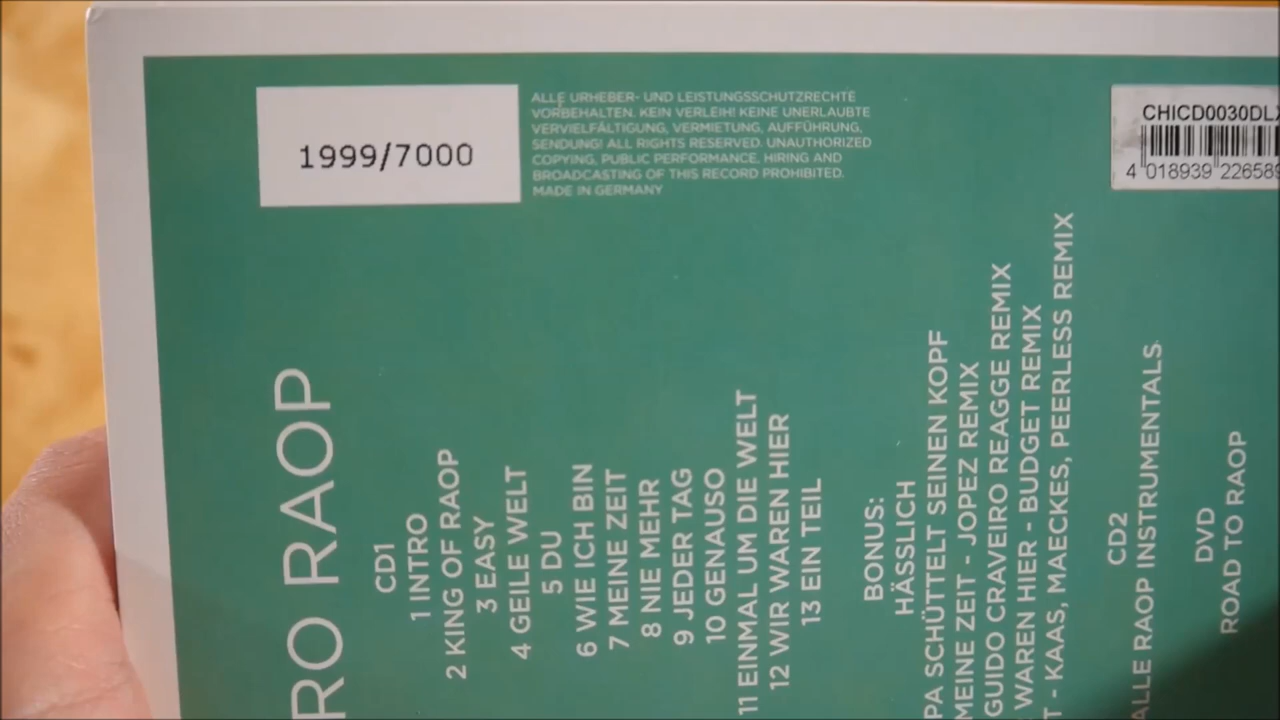 1999/7000
ALLE URHEBER- UND LEISTUNGSSCHUTZRECHTE
VORBEHALTEN. KEIN VERLEIH! KEINE UNERLAUBTE
VERVIELFÄLTIGUNG, VERMIETUNG, AUFFÜHRUNG,
SENDUNG! ALL RIGHTS RESERVED. UNAUTHORIZED
COPYING, PUBLIC PERFORMANCE, HIRING AND
BROADCASTING OF THIS RECORD PROHIBITED.
MADE IN GERMANY
CHICD0030DL
4 018939 226589
RO RAOP
CD1
1 INTRO
2 KING OF RAOP
3 EASY
4 GEILE WELT
5 DU
6 WIE ICH BIN
7 MEINE ZEIT
8 NIE MEHR
9 JEDER TAG
10 GENAUSO
11 EINMAL UM DIE WELT
12 WIR WAREN HIER
13 EIN TEIL
BONUS:
HÄSSLICH
PA SCHÜTTELT SEINEN KOPF
MEINE ZEIT - JOPEZ REMIX
GUIDO CRAVEIRO REAGGE REMIX
WAREN HIER - BUDGET REMIX
T - KAAS, MAECKES, PEERLESS REMIX
CD2
ALLE RAOP INSTRUMENTALS
DVD
ROAD TO RAOP